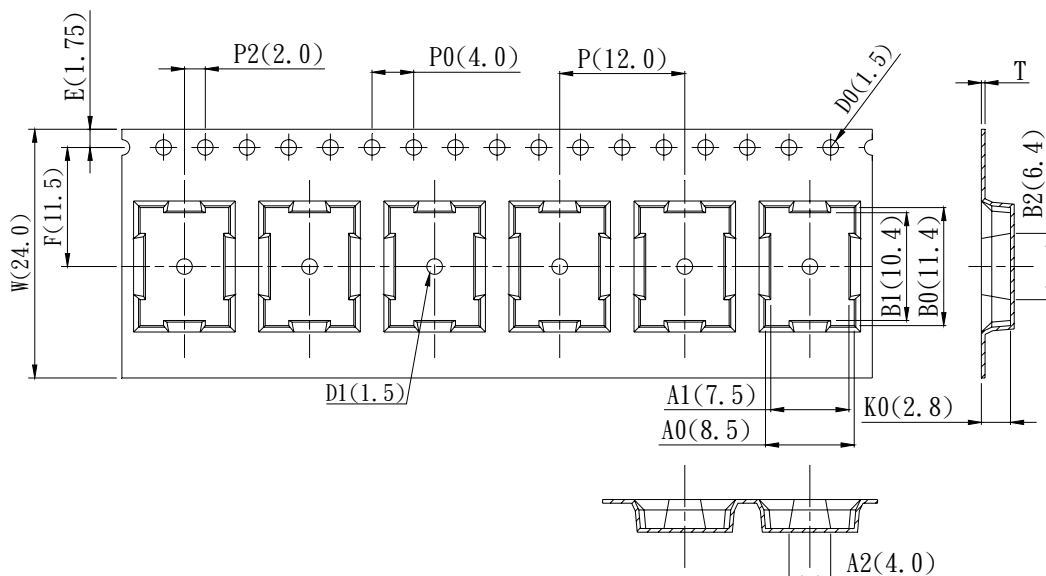 E(1.75)
P2(2.0)
P0(4.0)
P(12.0)
D0(1.5)
T
W(24.0)
F(11.5)
B1(10.4)
B0(11.4)
B2(6.4)
D1(1.5)
A1(7.5)
A0(8.5)
K0(2.8)
A2(4.0)